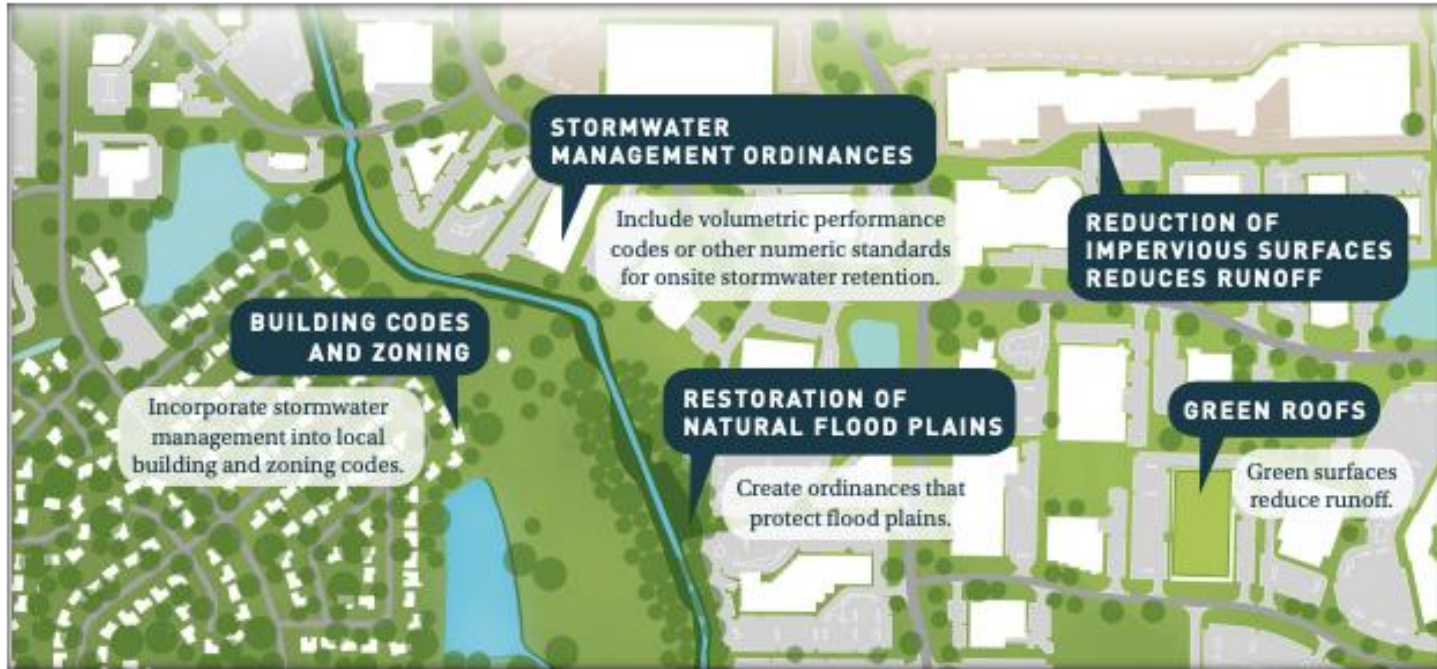 STORMWATER
MANAGEMENT ORDINANCES
Include volumetric performance
codes or other numeric standards
for onsite stormwater retention.
REDUCTION OF
IMPERVIOUS SURFACES
REDUCES RUNOFF
BUILDING CODES
AND ZONING
Incorporate stormwater
management into local
building and zoning codes.
RESTORATION OF
NATURAL FLOOD PLAINS
Create ordinances that
protect flood plains.
GREEN ROOFS
Green surfaces
reduce runoff.